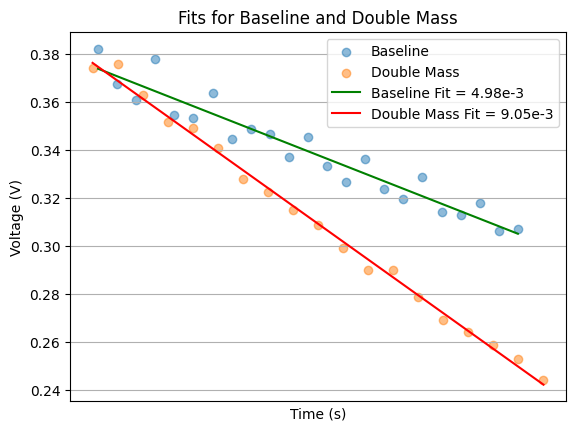 Fits for Baseline and Double Mass
Baseline
Double Mass
Baseline Fit = 4.98e-3
Double Mass Fit = 9.05e-3
0.38
0.36
0.34
0.32
0.30
0.28
0.26
0.24
Voltage (V)
Time (s)